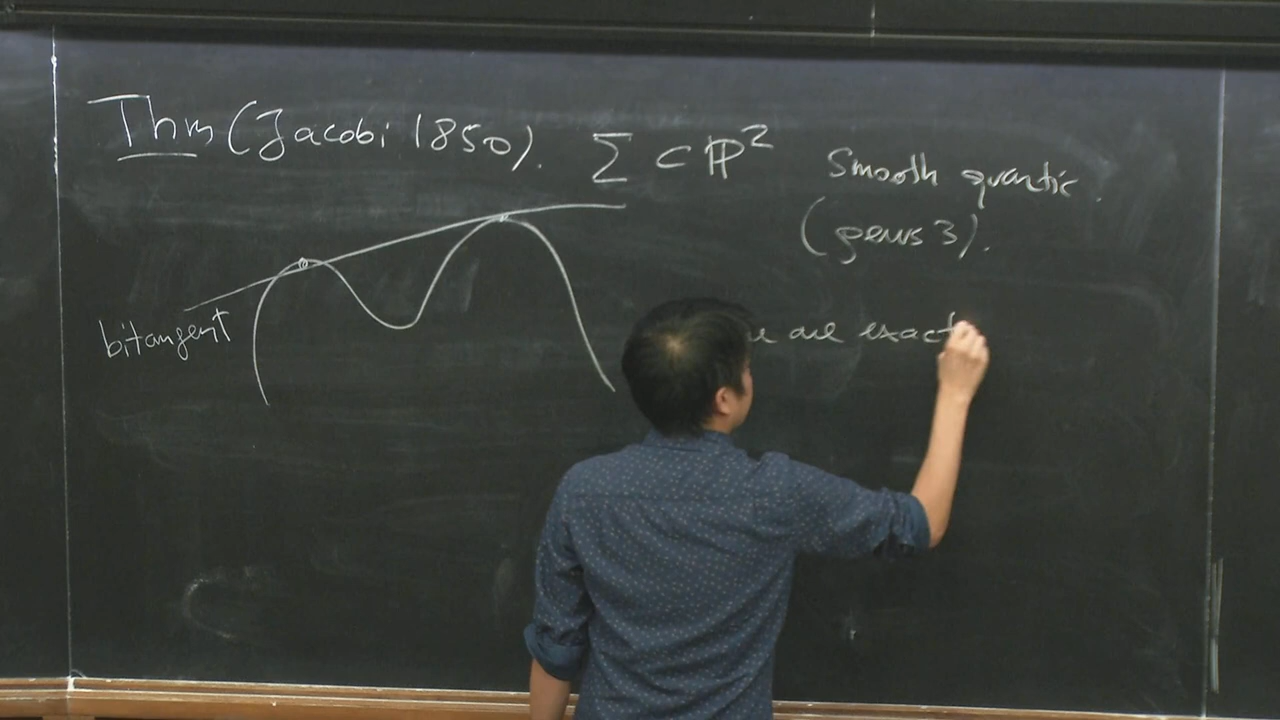 Thm (Jacobi 1850). Σ ⊂ ℙ² Smooth quartic.
(genus 3).
bitangent
are exact